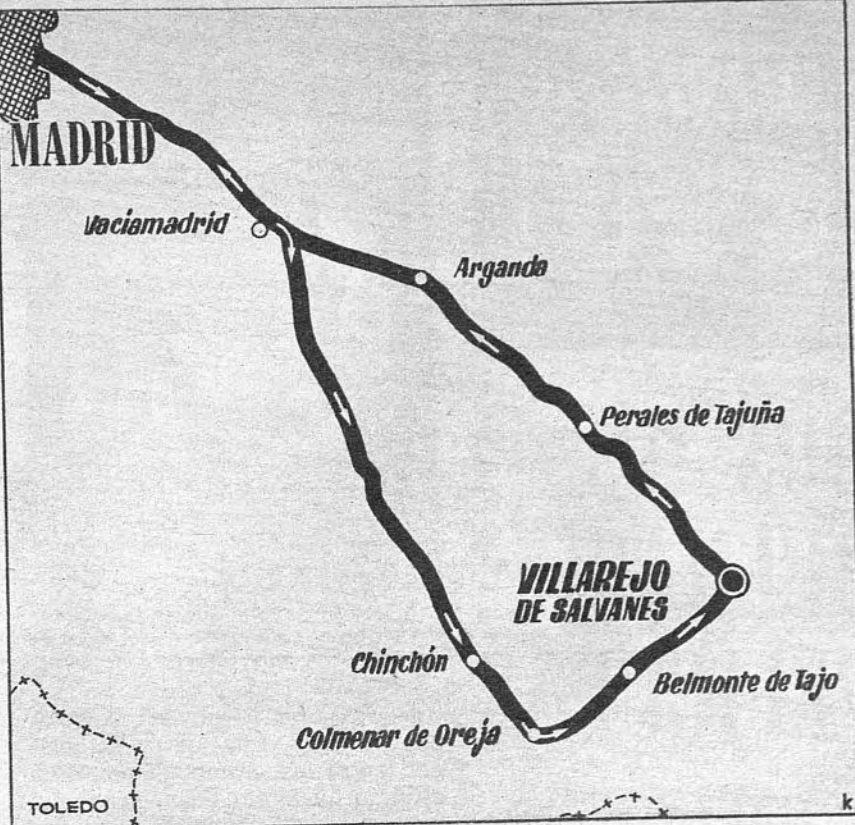 MADRID
Vaciamadrid
Arganda
Perales de Tajuña
VILLAREJO
DE SALVANES
Chinchón
Belmonte de Tajo
Colmenar de Oreja
TOLEDO
k